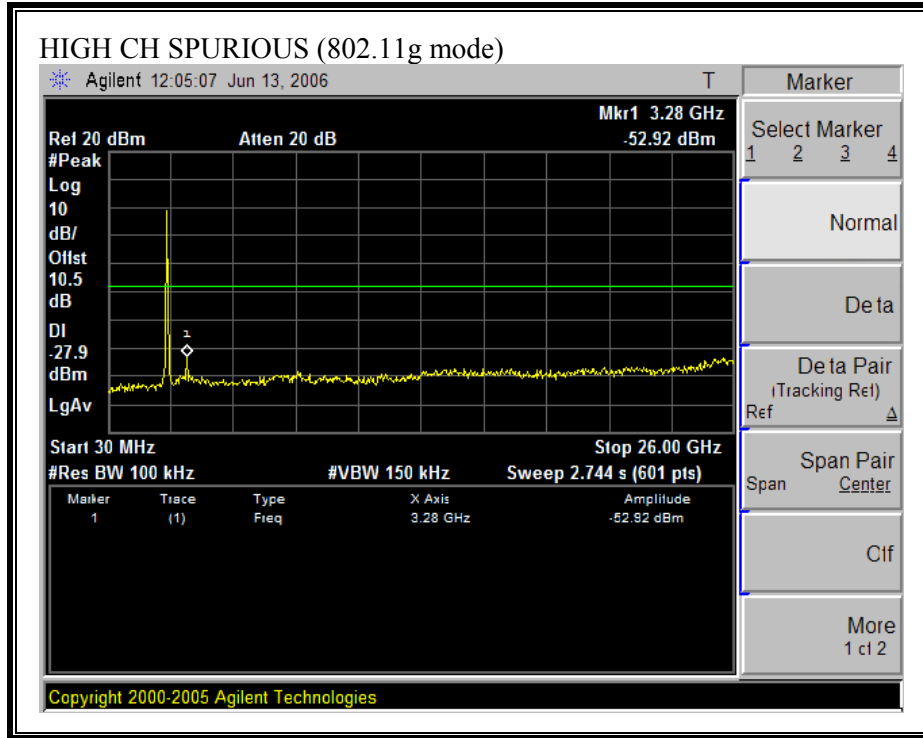 HIGH CH SPURIOUS (802.11g mode)
Agilent 12:05:07 Jun 13, 2006 T
Mkr1 3.28 GHz
Ref 20 dBm Atten 20 dB -52.92 dBm
#Peak
Log
10
dB/
Offst
10.5
dB
DI
-27.9
dBm
LgAv
1
Start 30 MHz Stop 26.00 GHz
#Res BW 100 kHz #VBW 150 kHz Sweep 2.744 s (601 pts)
Marker Trace Type X Axis Amplitude
1 (1) Freq 3.28 GHz -52.92 dBm
Copyright 2000-2005 Agilent Technologies
Marker
Select Marker
1 2 3 4
Normal
Delta
Delta Pair
(Tracking Ref)
Ref Δ
Span Pair
Span Center
Off
More
1 of 2